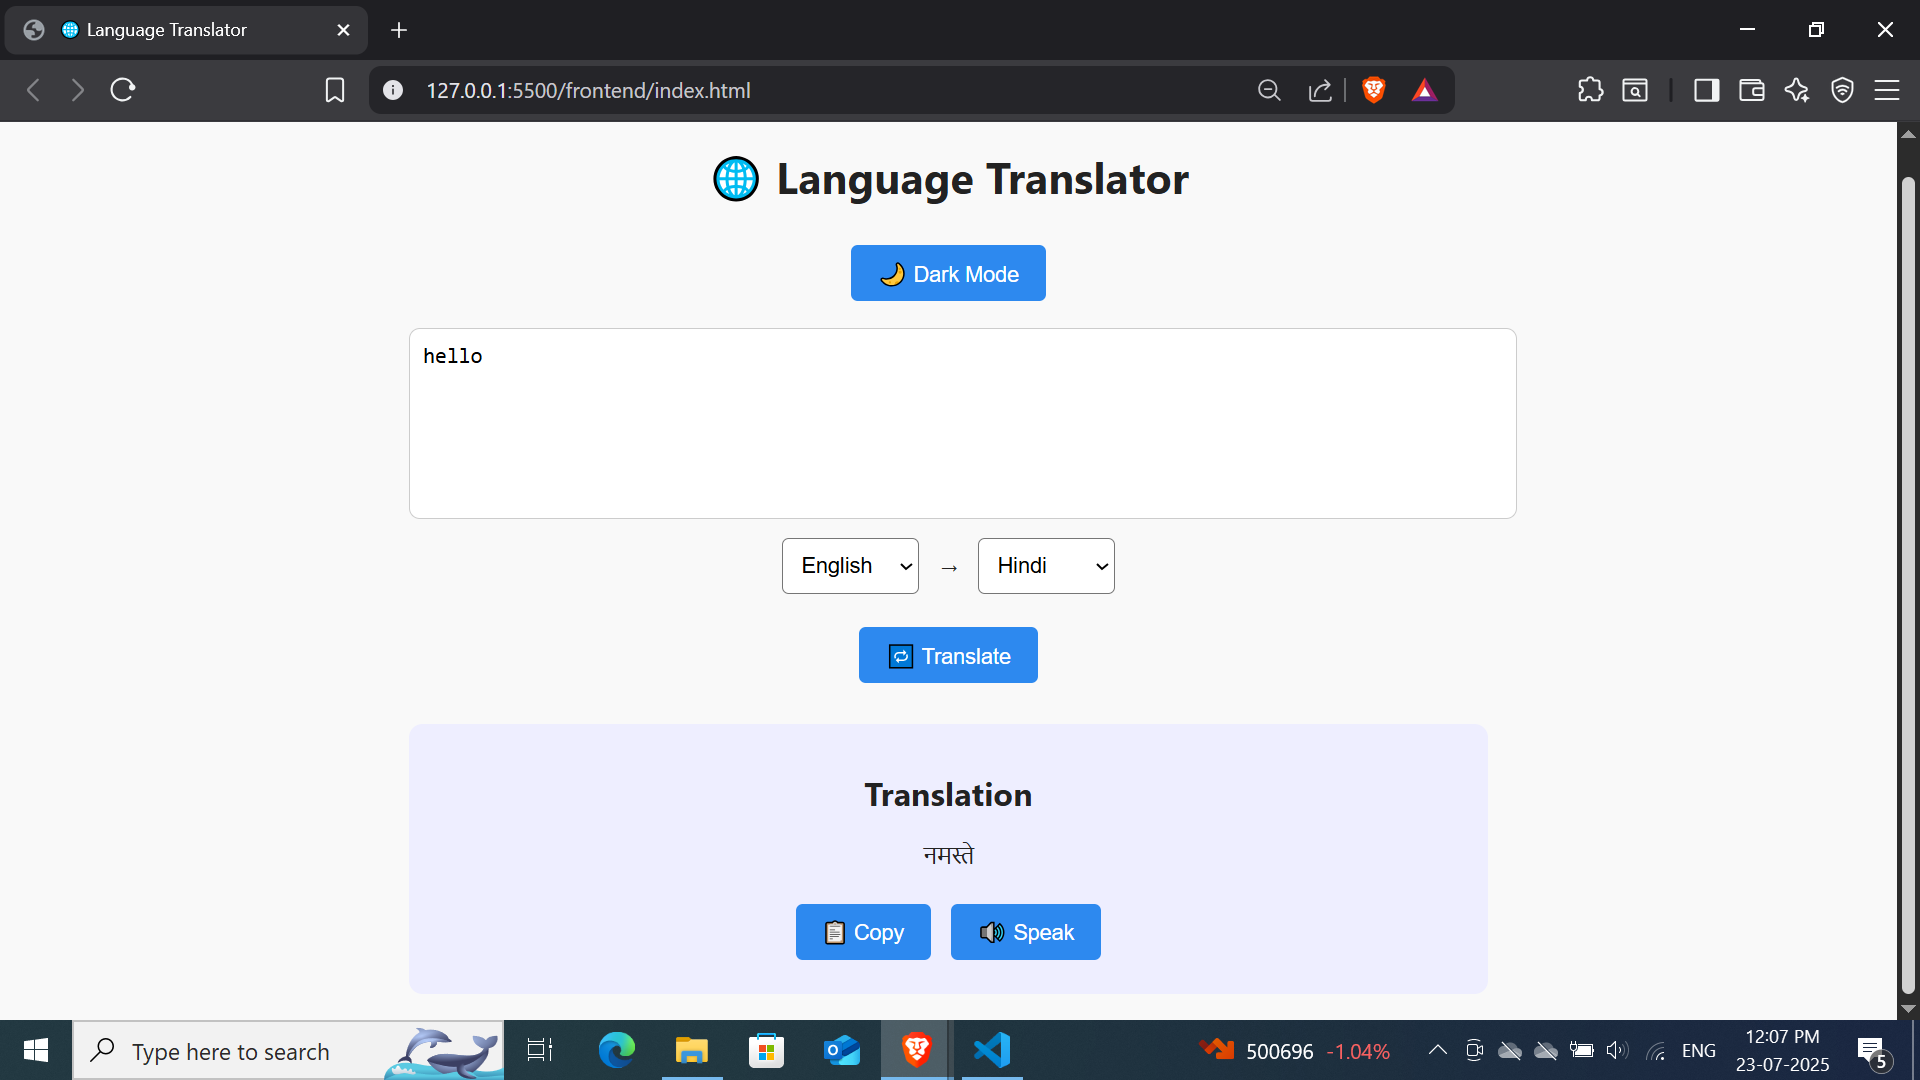 Language Translator
127.0.0.1:5500/frontend/index.html
Language Translator
Dark Mode
hello
English → Hindi
Translate
Translation
नमस्ते
Copy Speak
Type here to search
500696 -1.04%
ENG
12:07 PM
23-07-2025
5